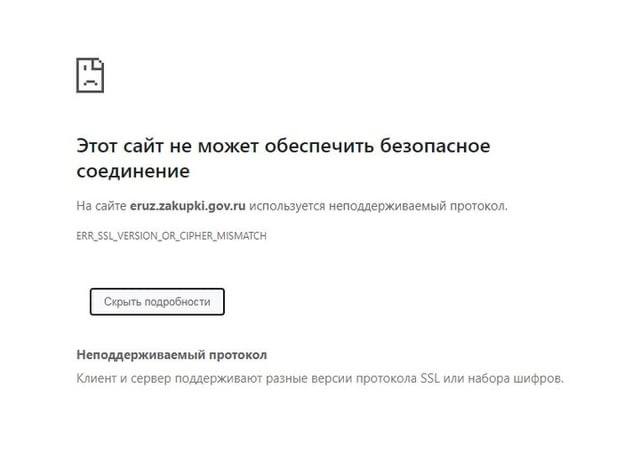 Этот сайт не может обеспечить безопасное
соединение
На сайте eruz.zakupki.gov.ru используется неподдерживаемый протокол.
ERR_SSL_VERSION_OR_CIPHER_MISMATCH
Скрыть подробности
Неподдерживаемый протокол
Клиент и сервер поддерживают разные версии протокола SSL или набора шифров.